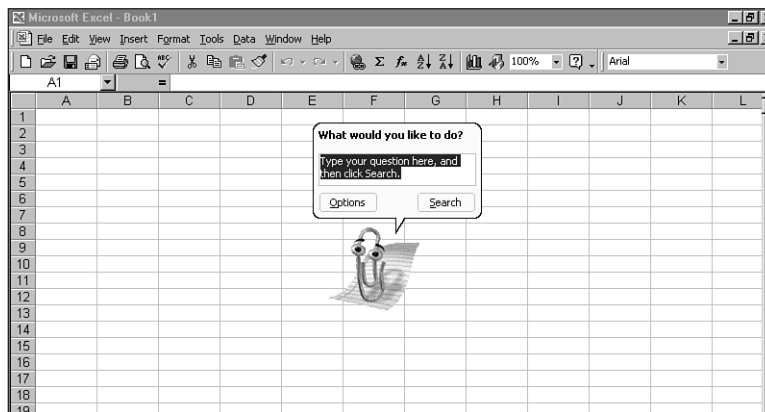 Microsoft Excel - Book1
File Edit View Insert Format Tools Data Window Help
100% Arial
A1 =
A B C D E F G H I J K L
1
2
What would you like to do?
3
4
Type your question here, and
then click Search.
5
6
Options Search
7
8
9
10
11
12
13
14
15
16
17
18
19